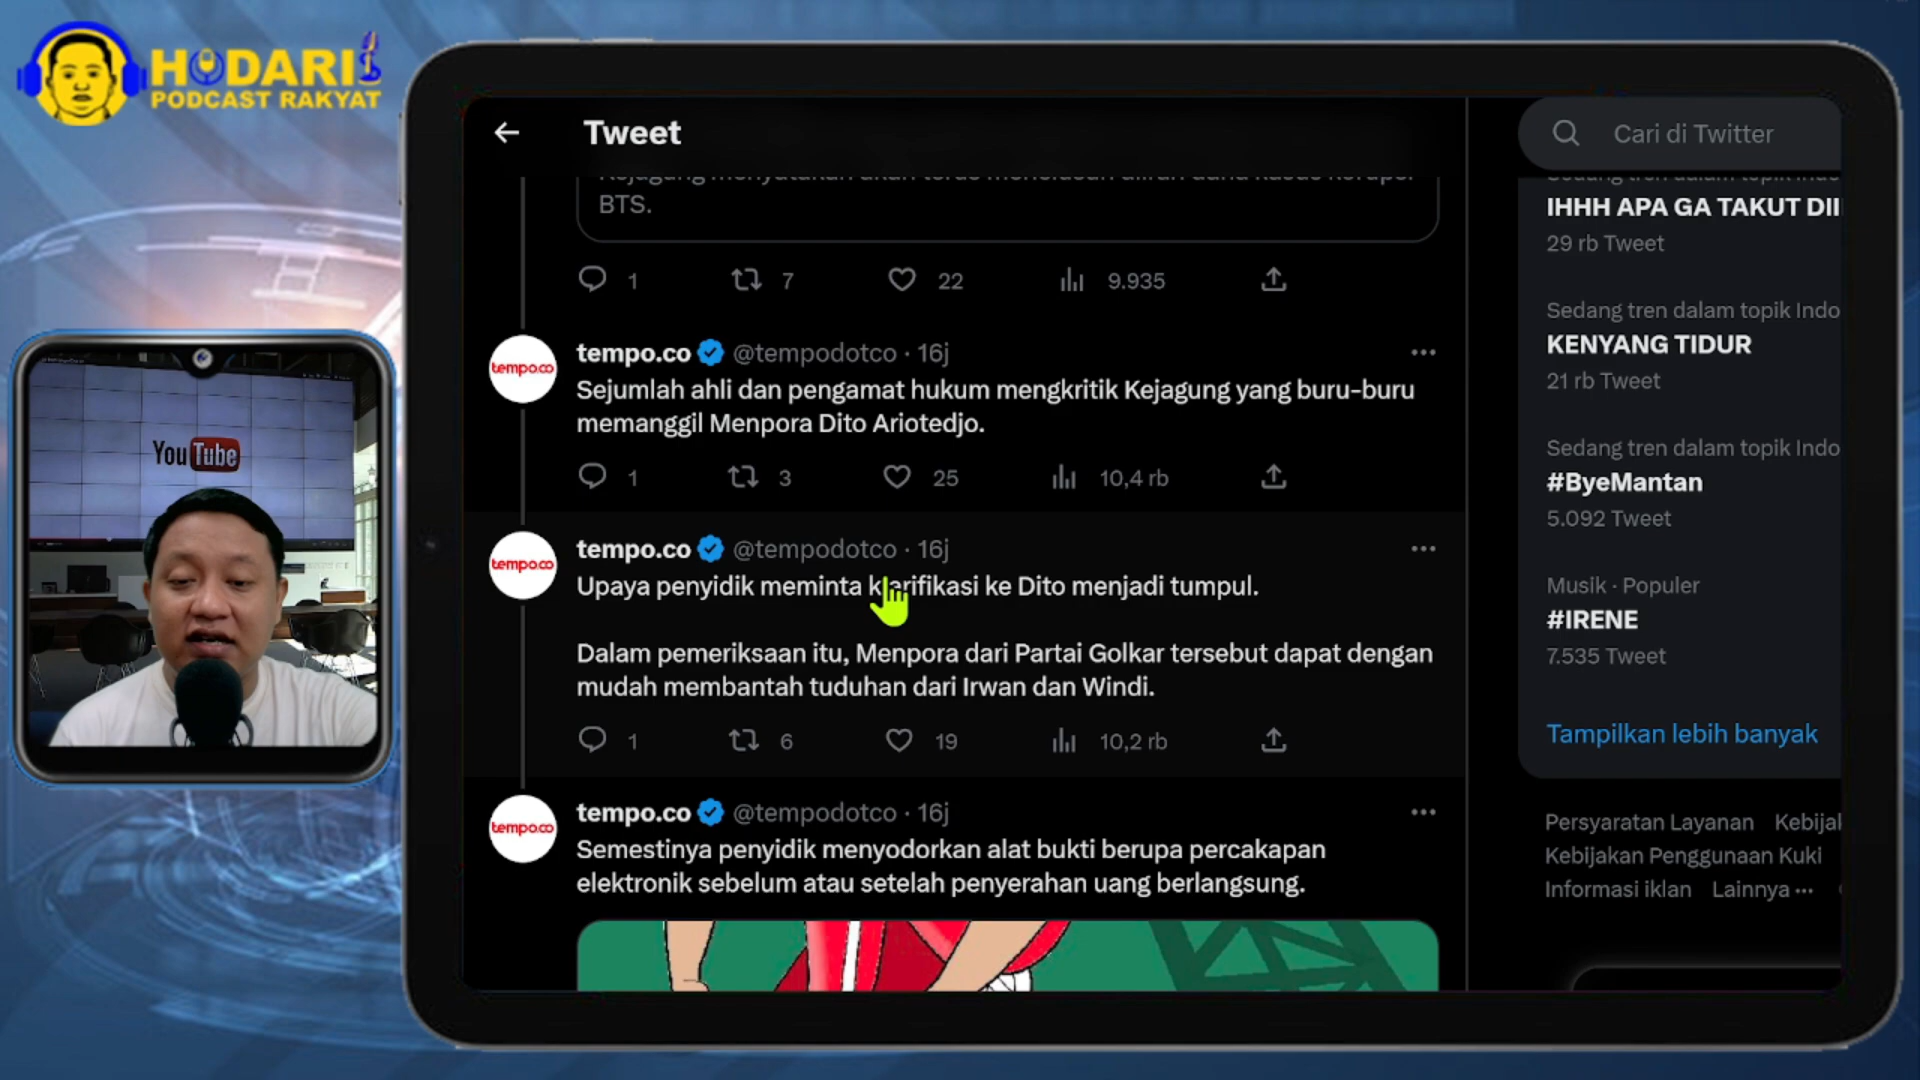 HODARI
PODCAST RAKYAT
YouTube
Tweet
Cari di Twitter
BTS.
1 7 22 9.935
tempo.co @tempodotco · 16j
Sejumlah ahli dan pengamat hukum mengkritik Kejagung yang buru-buru
memanggil Menpora Dito Ariotedjo.
1 3 25 10,4 rb
tempo.co
tempo.co @tempodotco · 16j
Upaya penyidik meminta klarifikasi ke Dito menjadi tumpul.
Dalam pemeriksaan itu, Menpora dari Partai Golkar tersebut dapat dengan
mudah membantah tuduhan dari Irwan dan Windi.
1 6 19 10,2 rb
tempo.co
tempo.co @tempodotco · 16j
Semestinya penyidik menyodorkan alat bukti berupa percakapan
elektronik sebelum atau setelah penyerahan uang berlangsung.
tempo.co
IHHH APA GA TAKUT DII
29 rb Tweet
Sedang tren dalam topik Indo
KENYANG TIDUR
21 rb Tweet
Sedang tren dalam topik Indo
#ByeMantan
5.092 Tweet
Musik · Populer
#IRENE
7.535 Tweet
Tampilkan lebih banyak
Persyaratan Layanan Kebijak
Kebijakan Penggunaan Kuki
Informasi iklan Lainnya ···